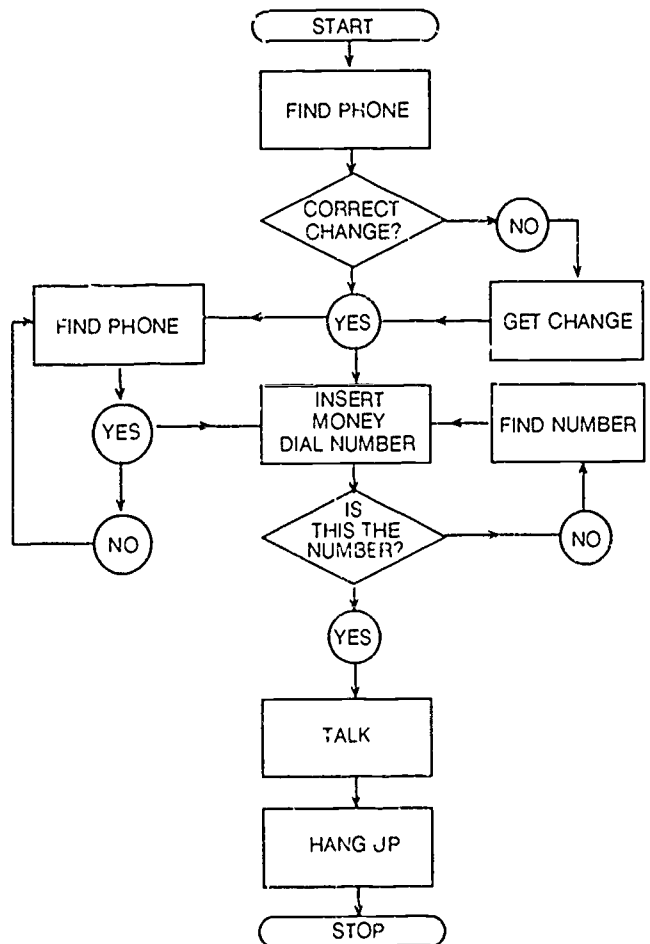 START
FIND PHONE
CORRECT
CHANGE?
NO
FIND PHONE
YES
GET CHANGE
YES
INSERT
MONEY
DIAL NUMBER
FIND NUMBER
NO
IS
THIS THE
NUMBER?
NO
YES
TALK
HANG UP
STOP